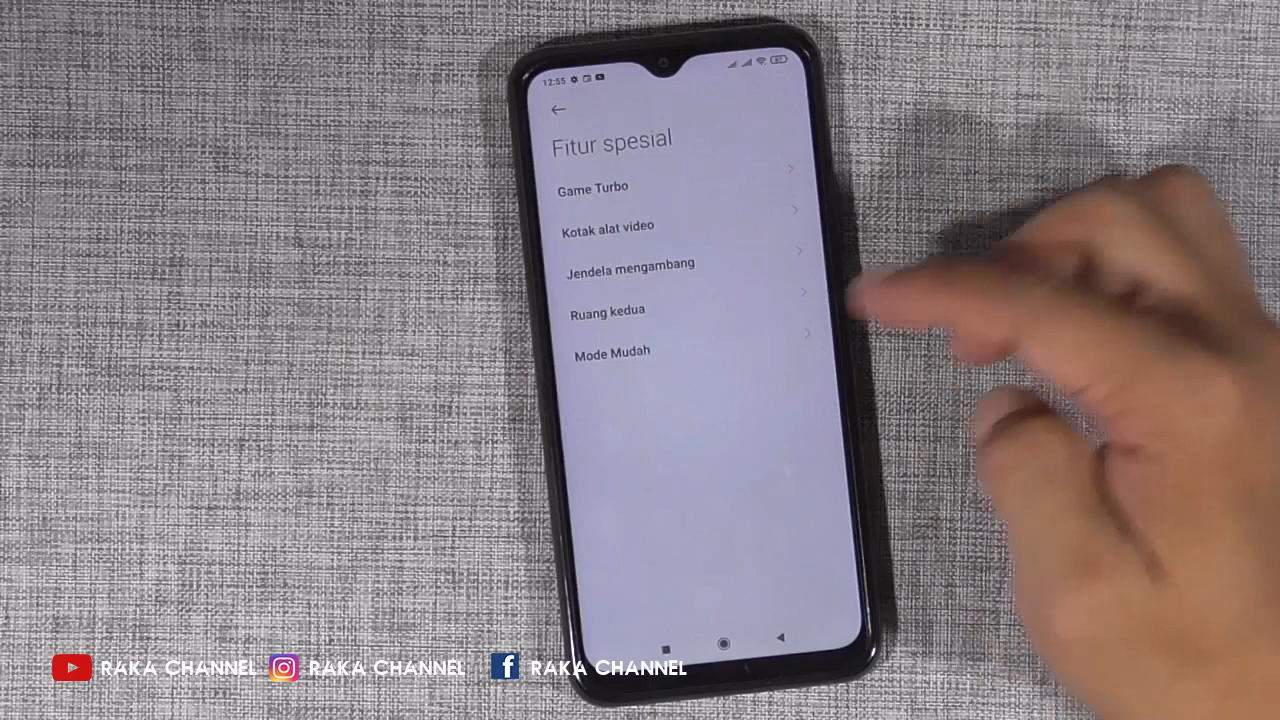 12:55
Fitur spesial
Game Turbo
Kotak alat video
Jendela mengambang
Ruang kedua
Mode Mudah
RAKA CHANNEL RAKA CHANNEL RAKA CHANNEL